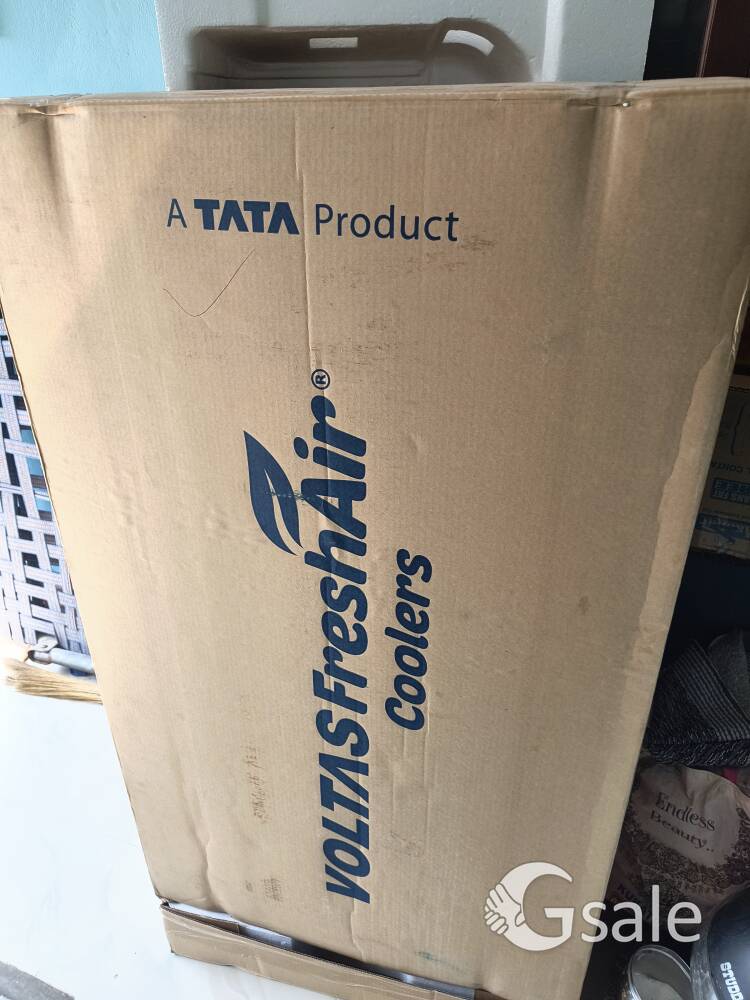 A TATA Product
VOLTAS FreshAir®
Coolers
Endless
Beauty..
Gsale